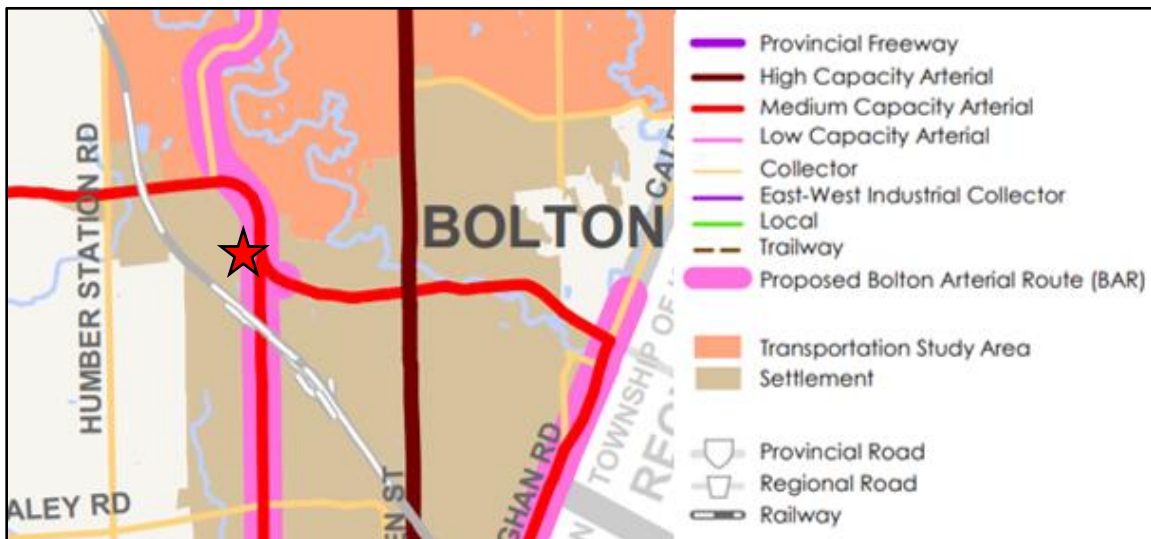 HUMBER STATION RD
BOLTON
ALEY RD
EN ST
GHAN RD
CALE
TOWNSHIP OF
REGI
N
Provincial Freeway
High Capacity Arterial
Medium Capacity Arterial
Low Capacity Arterial
Collector
East-West Industrial Collector
Local
Trailway
Proposed Bolton Arterial Route (BAR)
Transportation Study Area
Settlement
Provincial Road
Regional Road
Railway